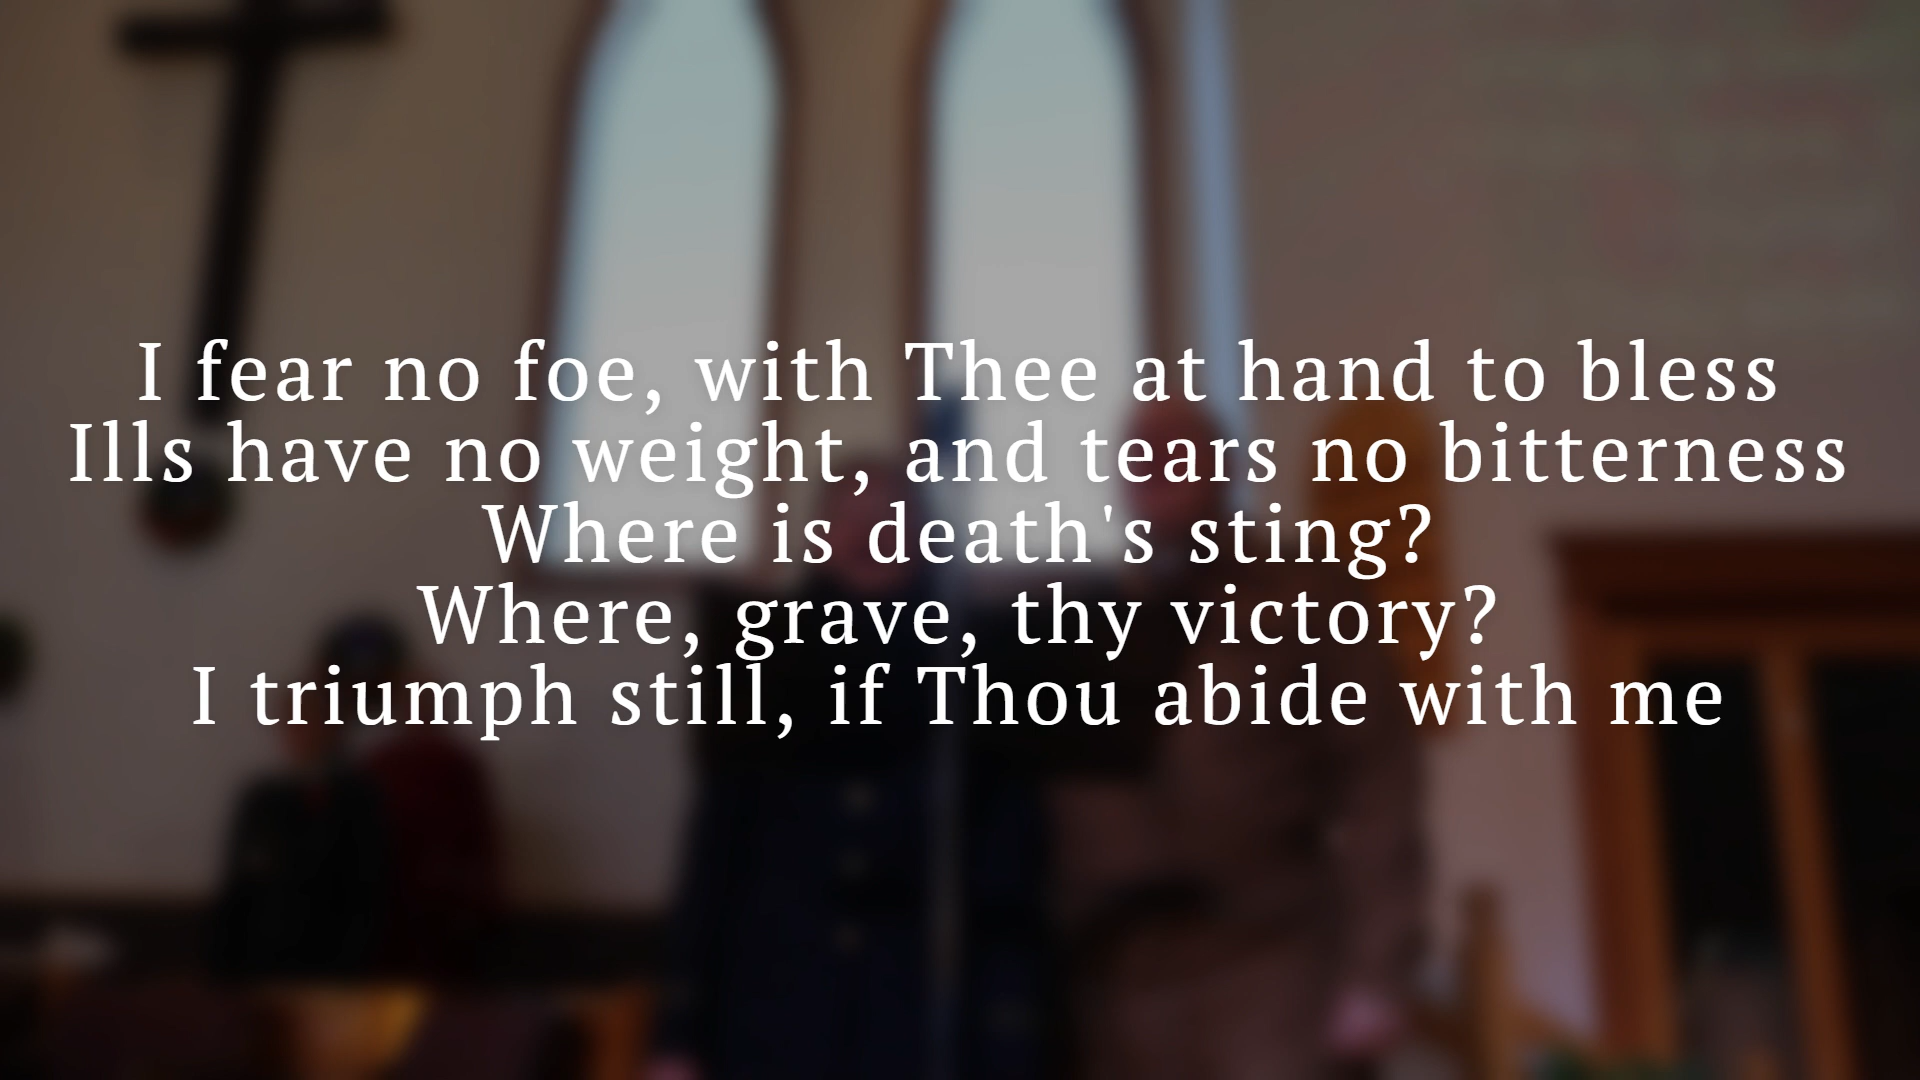 I fear no foe, with Thee at hand to bless
Ills have no weight, and tears no bitterness
Where is death's sting?
Where, grave, thy victory?
I triumph still, if Thou abide with me